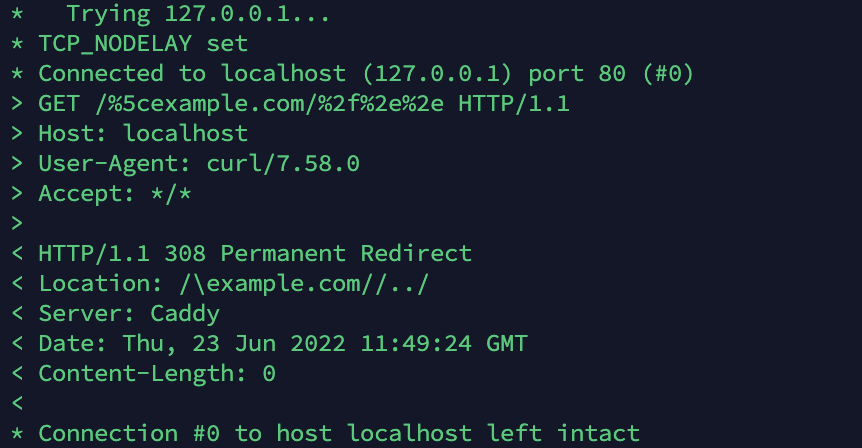 *   Trying 127.0.0.1...
* TCP_NODELAY set
* Connected to localhost (127.0.0.1) port 80 (#0)
> GET /%5cexample.com/%2f%2e%2e HTTP/1.1
> Host: localhost
> User-Agent: curl/7.58.0
> Accept: */*
>
< HTTP/1.1 308 Permanent Redirect
< Location: /\example.com//../
< Server: Caddy
< Date: Thu, 23 Jun 2022 11:49:24 GMT
< Content-Length: 0
<
* Connection #0 to host localhost left intact